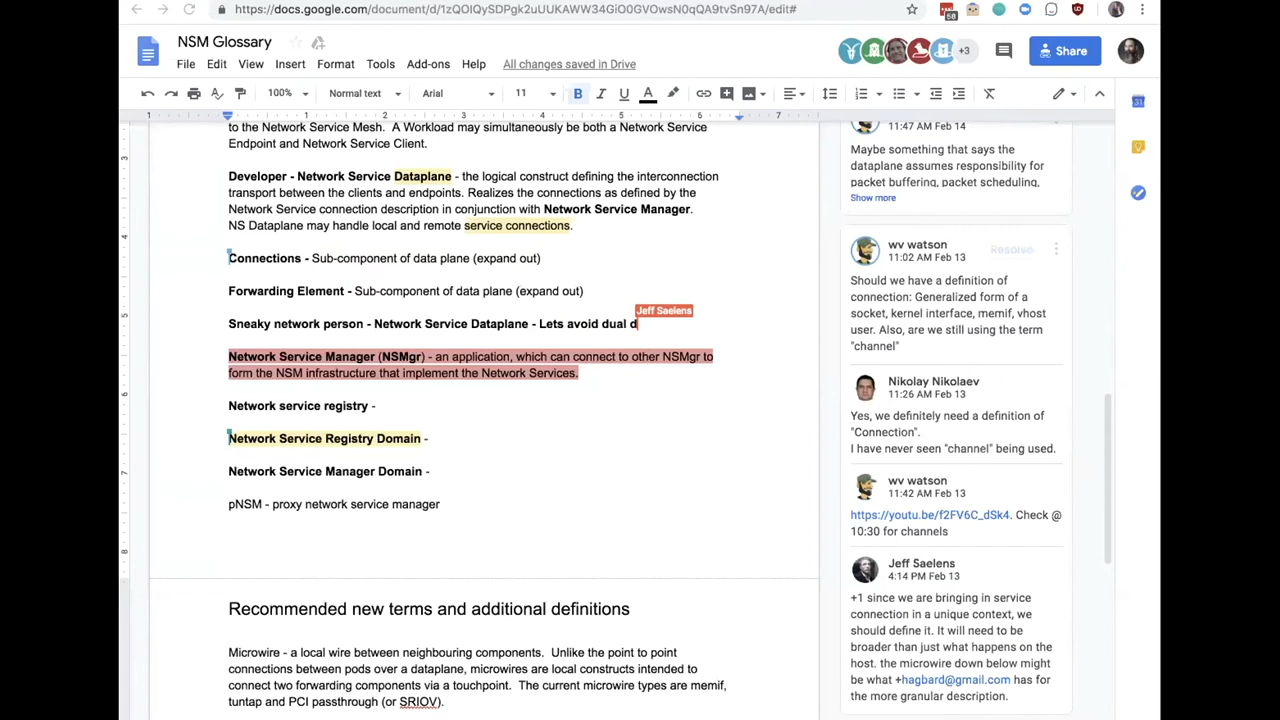 https://docs.google.com/document/d/1zQOIQySDPgk2uUUKAWW34GiO0GVOwsN0qQA9tvSn97A/edit#
58
NSM Glossary
File Edit View Insert Format Tools Add-ons Help All changes saved in Drive
+3
Share
100% Normal text Arial 11 B I U A
1 1 2 3 4 5 6 7
3
4
5
6
7
8
to the Network Service Mesh. A Workload may simultaneously be both a Network Service
Endpoint and Network Service Client.
Developer - Network Service Dataplane - the logical construct defining the interconnection
transport between the clients and endpoints. Realizes the connections as defined by the
Network Service connection description in conjunction with Network Service Manager.
NS Dataplane may handle local and remote service connections.
Connections - Sub-component of data plane (expand out)
Forwarding Element - Sub-component of data plane (expand out)
Jeff Saelens
Sneaky network person - Network Service Dataplane - Lets avoid dual d
Network Service Manager (NSMgr) - an application, which can connect to other NSMgr to
form the NSM infrastructure that implement the Network Services.
Network service registry -
Network Service Registry Domain -
Network Service Manager Domain -
pNSM - proxy network service manager
Recommended new terms and additional definitions
Microwire - a local wire between neighbouring components. Unlike the point to point
connections between pods over a dataplane, microwires are local constructs intended to
connect two forwarding components via a touchpoint. The current microwire types are memif,
tuntap and PCI passthrough (or SRIOV).
11:47 AM Feb 14
Maybe something that says the
dataplane assumes responsibility for
packet buffering, packet scheduling,
Show more
wv watson
11:02 AM Feb 13
Resolve
Should we have a definition of
connection: Generalized form of a
socket, kernel interface, memif, vhost
user. Also, are we still using the term
"channel"
Nikolay Nikolaev
11:26 AM Feb 13
Yes, we definitely need a definition of
"Connection".
I have never seen "channel" being used.
wv watson
11:42 AM Feb 13
https://youtu.be/f2FV6C_dSk4. Check @
10:30 for channels
Jeff Saelens
4:14 PM Feb 13
+1 since we are bringing in service
connection in a unique context, we
should define it. It will need to be
broader than just what happens on the
host. the microwire down below might
be what +hagbard@gmail.com has for
the more granular description.